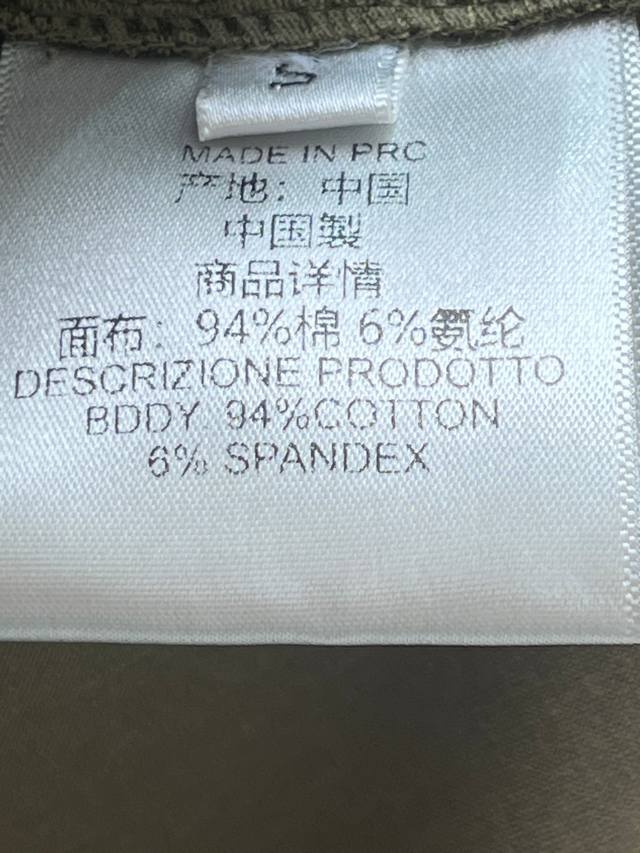 S
MADE IN PRC
产地：中国
中国製
商品详情
面布：94%棉 6%氨纶
DESCRIZIONE PRODOTTO
BDDY. 94%COTTON
6% SPANDEX